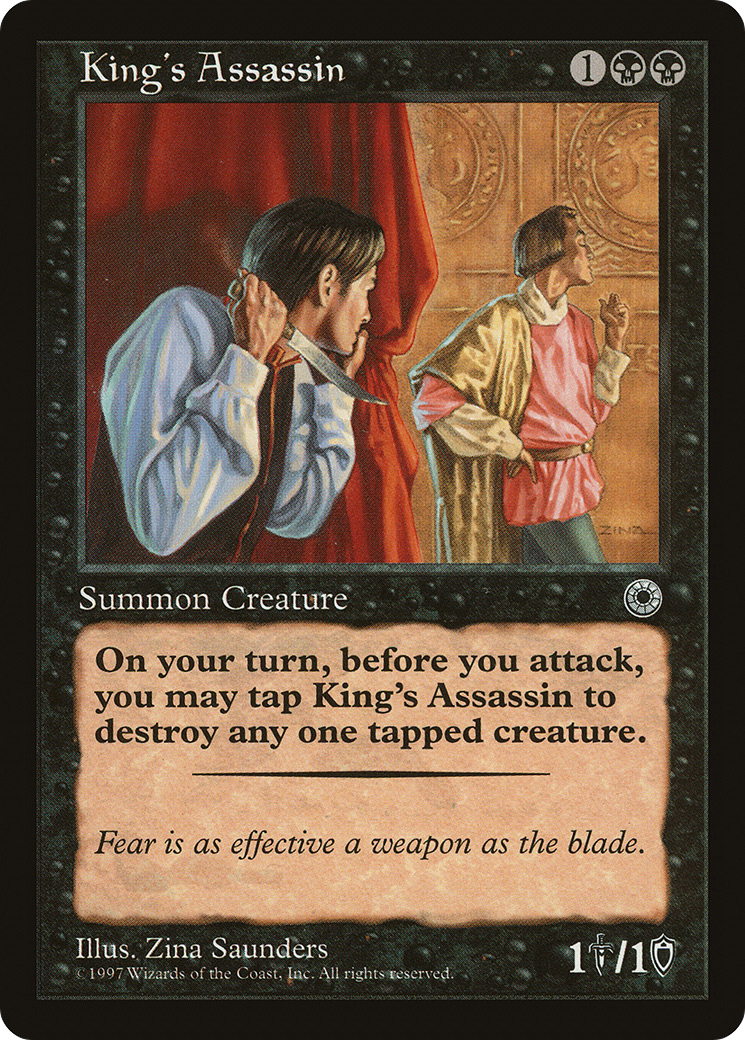 King's Assassin 1
ZINA
Summon Creature
On your turn, before you attack,
you may tap King's Assassin to
destroy any one tapped creature.
Fear is as effective a weapon as the blade.
Illus. Zina Saunders
©1997 Wizards of the Coast, Inc. All rights reserved.
1/1